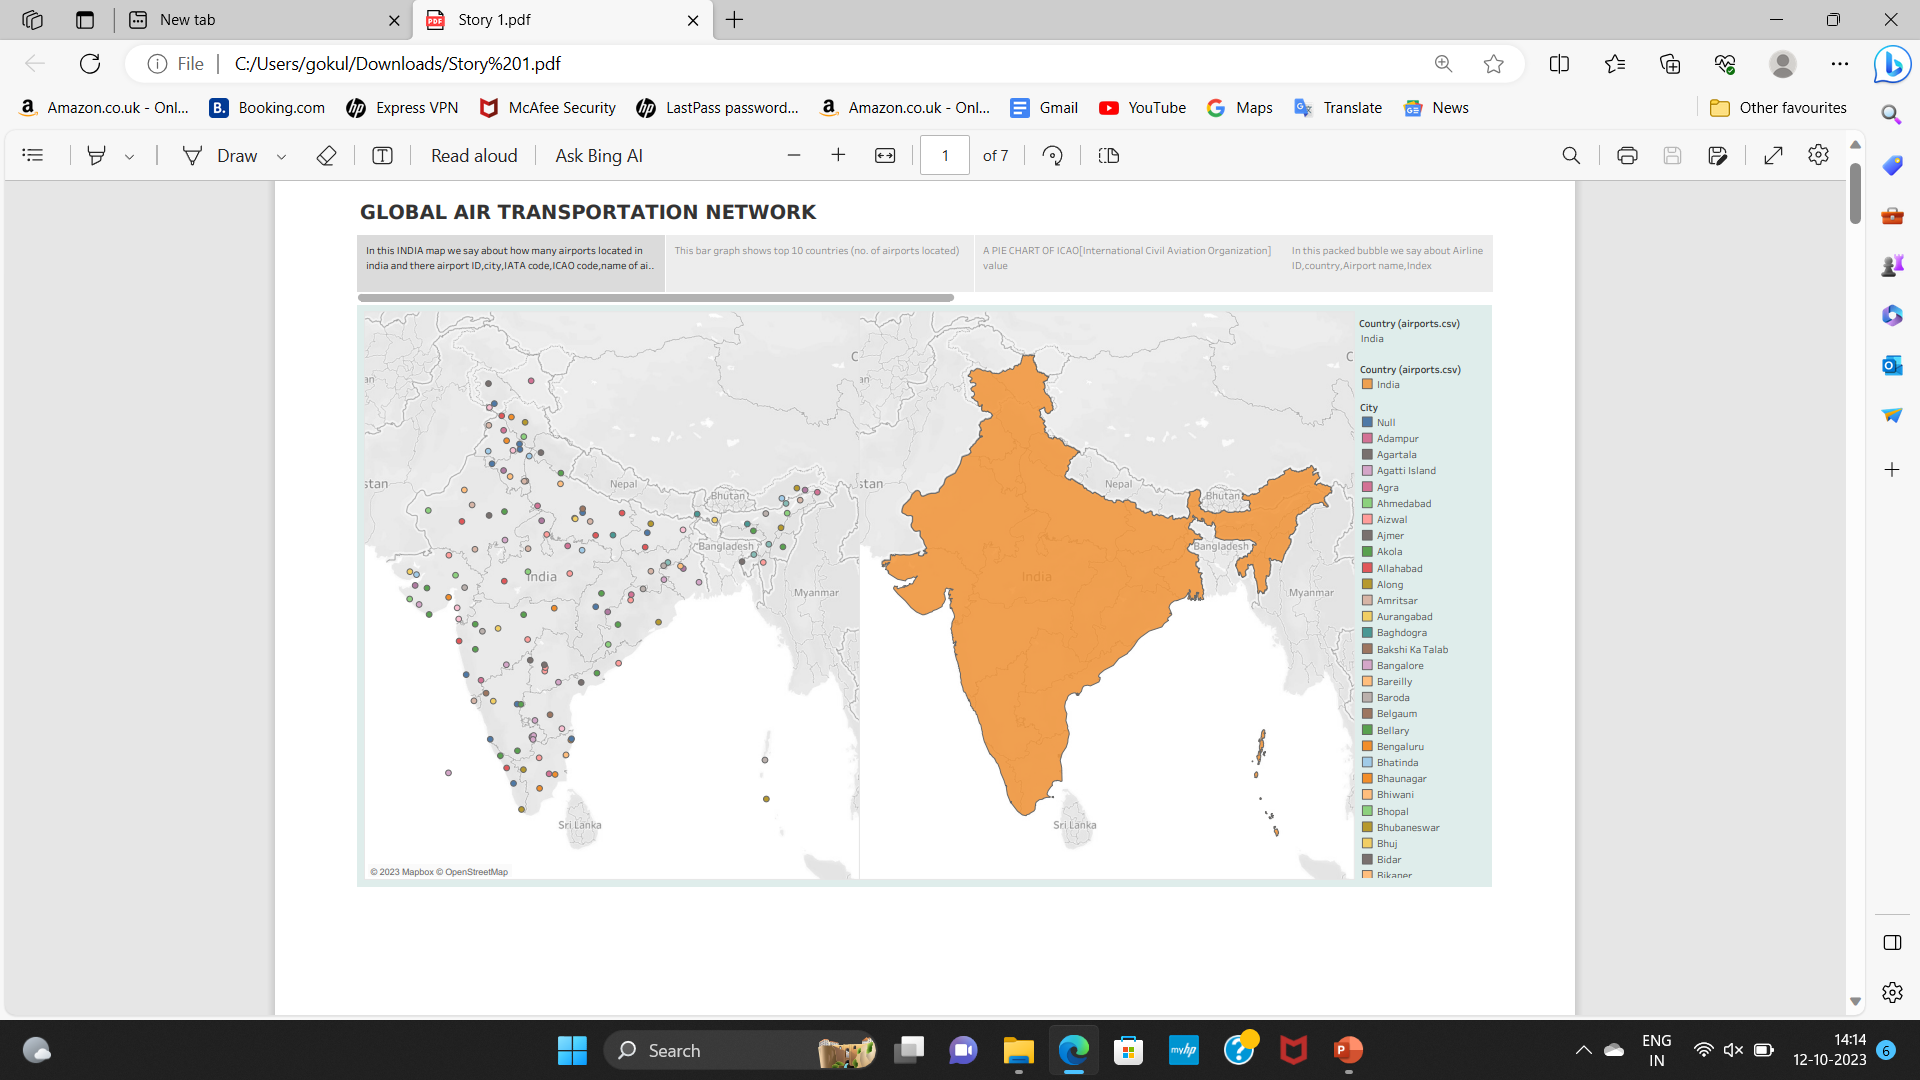 New tab
Story 1.pdf
File
C:/Users/gokul/Downloads/Story%201.pdf
Amazon.co.uk - Onl...
Booking.com
Express VPN
McAfee Security
LastPass password...
Amazon.co.uk - Onl...
Gmail
YouTube
Maps
Translate
News
Other favourites
Draw
Read aloud
Ask Bing AI
1
of 7
GLOBAL AIR TRANSPORTATION NETWORK
In this INDIA map we say about how many airports located in
india and there airport ID,city,IATA code,ICAO code,name of ai..
This bar graph shows top 10 countries (no. of airports located)
A PIE CHART OF ICAO[International Civil Aviation Organization]
value
In this packed bubble we say about Airline
ID,country,Airport name,Index
an
stan
Nepal
Bhutan
Bangladesh
India
Myanmar
Sri Lanka
C
© 2023 Mapbox © OpenStreetMap
an
stan
Nepal
Bhutan
Bangladesh
India
Myanmar
Sri Lanka
C
Country (airports.csv)
India
Country (airports.csv)
India
City
Null
Adampur
Agartala
Agatti Island
Agra
Ahmedabad
Aizwal
Ajmer
Akola
Allahabad
Along
Amritsar
Aurangabad
Baghdogra
Bakshi Ka Talab
Bangalore
Bareilly
Baroda
Belgaum
Bellary
Bengaluru
Bhatinda
Bhaunagar
Bhiwani
Bhopal
Bhubaneswar
Bhuj
Bidar
Bikaner
Search
myhp
ENG
IN
14:14
12-10-2023
6